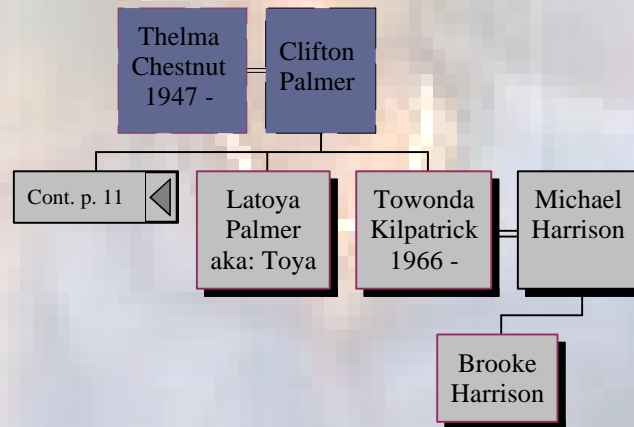 Thelma
Chestnut
1947 -
Clifton
Palmer
Cont. p. 11
Latoya
Palmer
aka: Toya
Towonda
Kilpatrick
1966 -
Michael
Harrison
Brooke
Harrison